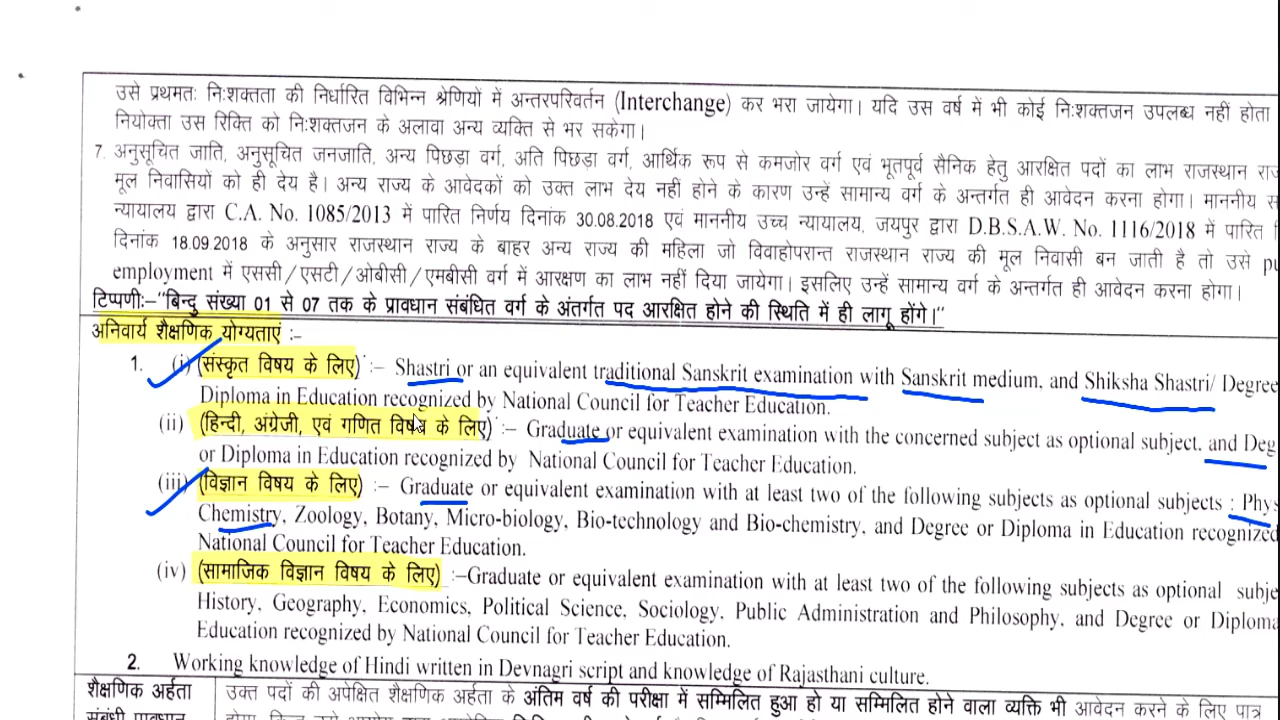 उसे प्रथमतः निःशक्तता की निर्धारित विभिन्न श्रेणियों में अन्तरपरिवर्तन (Interchange) कर भरा जायेगा। यदि उस वर्ष में भी कोई निःशक्तजन उपलब्ध नहीं होता
नियोक्ता उस रिक्ति को निःशक्तजन के अलावा अन्य व्यक्ति से भर सकेगा।
7. अनुसूचित जाति, अनुसूचित जनजाति, अन्य पिछड़ा वर्ग, अति पिछड़ा वर्ग, आर्थिक रूप से कमजोर वर्ग एवं भूतपूर्व सैनिक हेतु आरक्षित पदों का लाभ राजस्थान
मूल निवासियों को ही देय है। अन्य राज्य के आवेदकों को उक्त लाभ देय नहीं होने के कारण उन्हें सामान्य वर्ग के अन्तर्गत ही आवेदन करना होगा। माननीय
न्यायालय द्वारा C.A. No. 1085/2013 में पारित निर्णय दिनांक 30.08.2018 एवं माननीय उच्च न्यायालय, जयपुर द्वारा D.B.S.A.W. No. 1116/2018 में पारित
दिनांक 18.09.2018 के अनुसार राजस्थान राज्य के बाहर अन्य राज्य की महिला जो विवाहोपरान्त राजस्थान राज्य की मूल निवासी बन जाती है तो उसे
employment में एससी/एसटी/ओबीसी/एमबीसी वर्ग में आरक्षण का लाभ नहीं दिया जायेगा। इसलिए उन्हें सामान्य वर्ग के अन्तर्गत ही आवेदन करना होगा।
टिप्पणी:–"बिन्दु संख्या 01 से 07 तक के प्रावधान संबंधित वर्ग के अंतर्गत पद आरक्षित होने की स्थिति में ही लागू होंगे।"
अनिवार्य शैक्षणिक योग्यताएं :–
1. (i) (संस्कृत विषय के लिए) :– Shastri or an equivalent traditional Sanskrit examination with Sanskrit medium, and Shiksha Shastri/ Degree
Diploma in Education recognized by National Council for Teacher Education.
(ii) (हिन्दी, अंग्रेजी, एवं गणित विषय के लिए) :– Graduate or equivalent examination with the concerned subject as optional subject. and Deg
or Diploma in Education recognized by National Council for Teacher Education.
(iii) (विज्ञान विषय के लिए) :– Graduate or equivalent examination with at least two of the following subjects as optional subjects : Phys
Chemistry, Zoology, Botany, Micro-biology, Bio-technology and Bio-chemistry, and Degree or Diploma in Education recognized
National Council for Teacher Education.
(iv) (सामाजिक विज्ञान विषय के लिए) :–Graduate or equivalent examination with at least two of the following subjects as optional subje
History, Geography, Economics, Political Science, Sociology, Public Administration and Philosophy, and Degree or Diploma
Education recognized by National Council for Teacher Education.
2. Working knowledge of Hindi written in Devnagri script and knowledge of Rajasthani culture.
शैक्षणिक अर्हता उक्त पदों की अपेक्षित शैक्षणिक अर्हता के अंतिम वर्ष की परीक्षा में सम्मिलित हुआ हो या सम्मिलित होने वाला व्यक्ति भी आवेदन करने के लिए पात्र
संबंधी प्रावधान